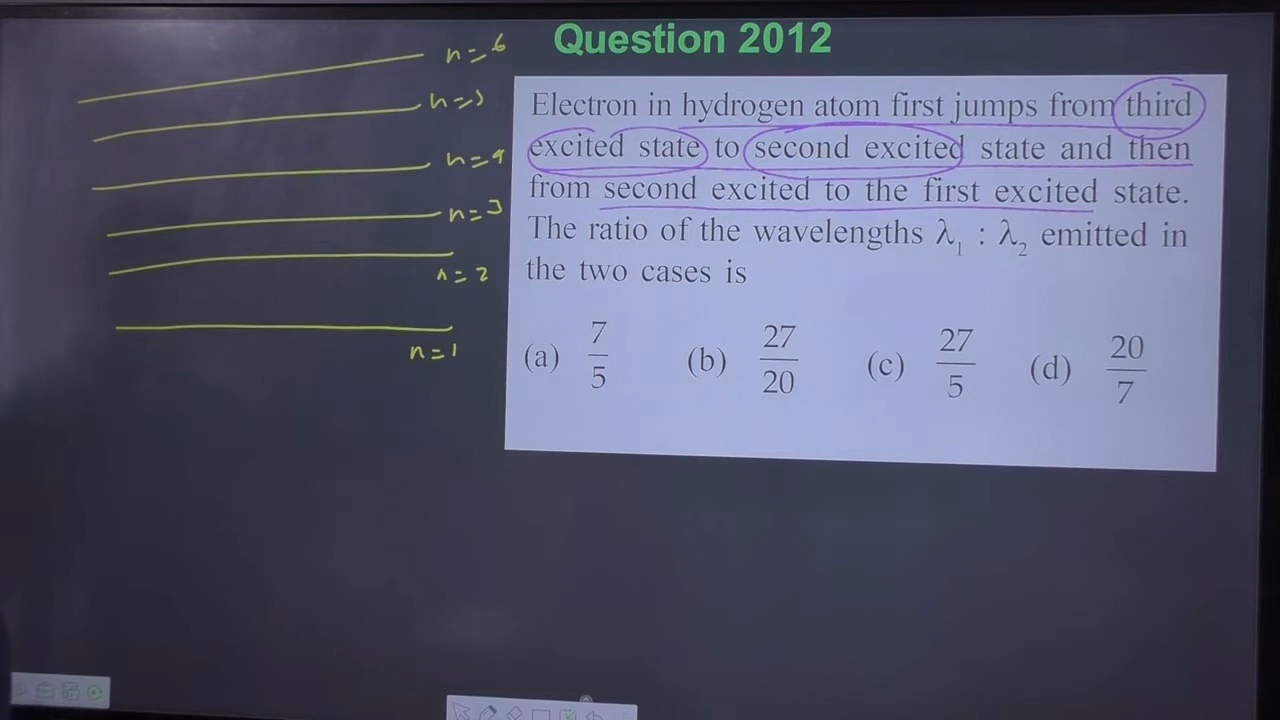 Question 2012
n=6
n=5
n=4
n=3
n=2
n=1
Electron in hydrogen atom first jumps from third
excited state to second excited state and then
from second excited to the first excited state.
The ratio of the wavelengths λ₁ : λ₂ emitted in
the two cases is
(a) 7/5 (b) 27/20 (c) 27/5 (d) 20/7